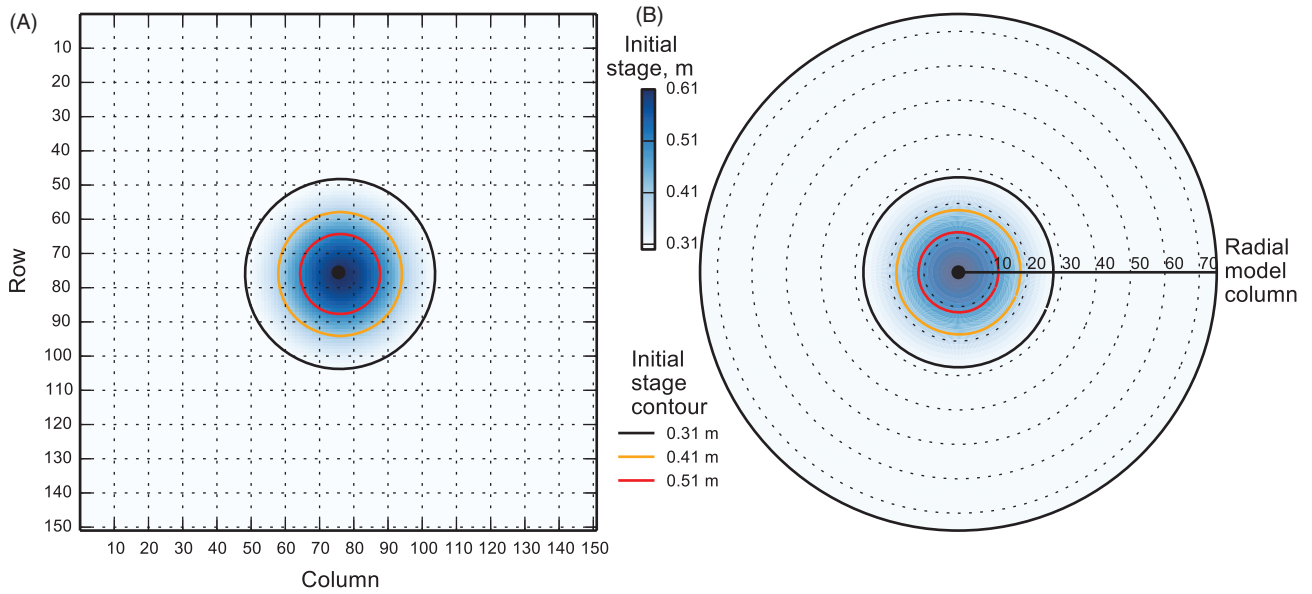 (A)
Row
10
20
30
40
50
60
70
80
90
100
110
120
130
140
150
10 20 30 40 50 60 70 80 90 100 110 120 130 140 150
Column
(B)
Initial
stage, m
0.61
0.51
0.41
0.31
10 20 30 40 50 60 70
Radial
model
column
Initial
stage
contour
0.31 m
0.41 m
0.51 m